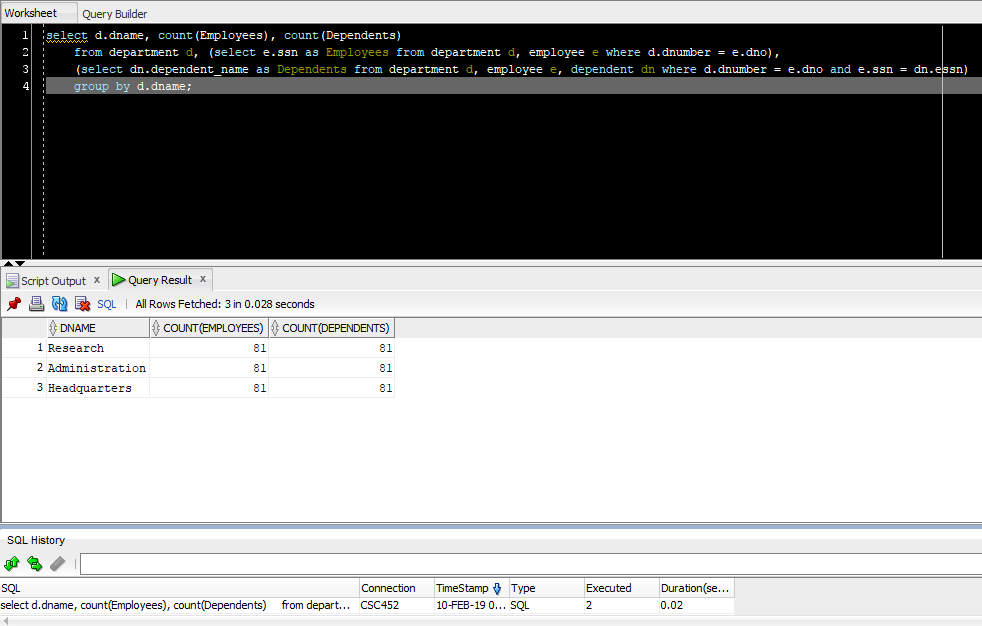 Worksheet Query Builder
1 select d.dname, count(Employees), count(Dependents)
2 from department d, (select e.ssn as Employees from department d, employee e where d.dnumber = e.dno),
3 (select dn.dependent_name as Dependents from department d, employee e, dependent dn where d.dnumber = e.dno and e.ssn = dn.essn)
4 group by d.dname;
Script Output x Query Result x
SQL | All Rows Fetched: 3 in 0.028 seconds
DNAME COUNT(EMPLOYEES) COUNT(DEPENDENTS)
1 Research 81 81
2 Administration 81 81
3 Headquarters 81 81
SQL History
SQL Connection TimeStamp Type Executed Duration(se...
select d.dname, count(Employees), count(Dependents) from depart... CSC452 10-FEB-19 0... SQL 2 0.02